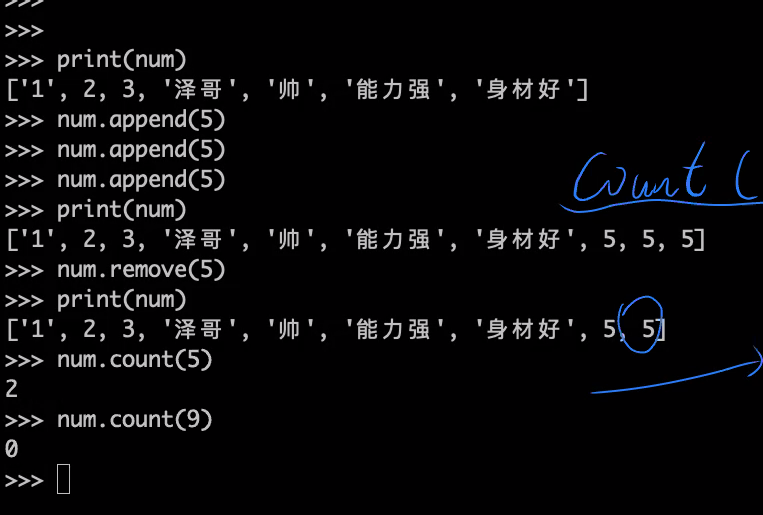 >>>
>>>
>>> print(num)
['1', 2, 3, '泽哥', '帅', '能力强', '身材好']
>>> num.append(5)
>>> num.append(5)
>>> num.append(5)
Count (
>>> print(num)
['1', 2, 3, '泽哥', '帅', '能力强', '身材好', 5, 5, 5]
>>> num.remove(5)
>>> print(num)
['1', 2, 3, '泽哥', '帅', '能力强', '身材好', 5, 5]
>>> num.count(5)
2
>>> num.count(9)
0
>>>